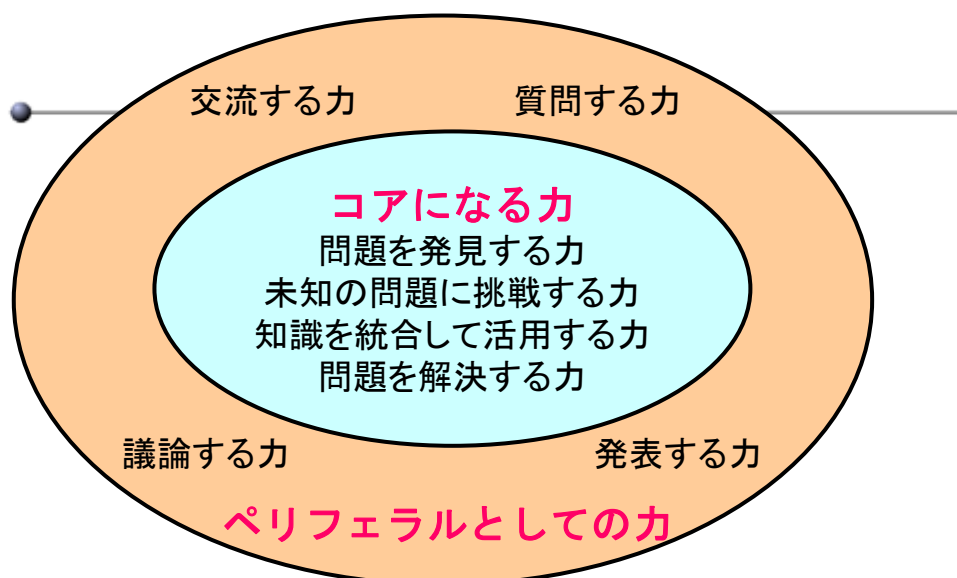 交流する力 質問する力
コアになる力
問題を発見する力
未知の問題に挑戦する力
知識を統合して活用する力
問題を解決する力
議論する力 発表する力
ペリフェラルとしての力